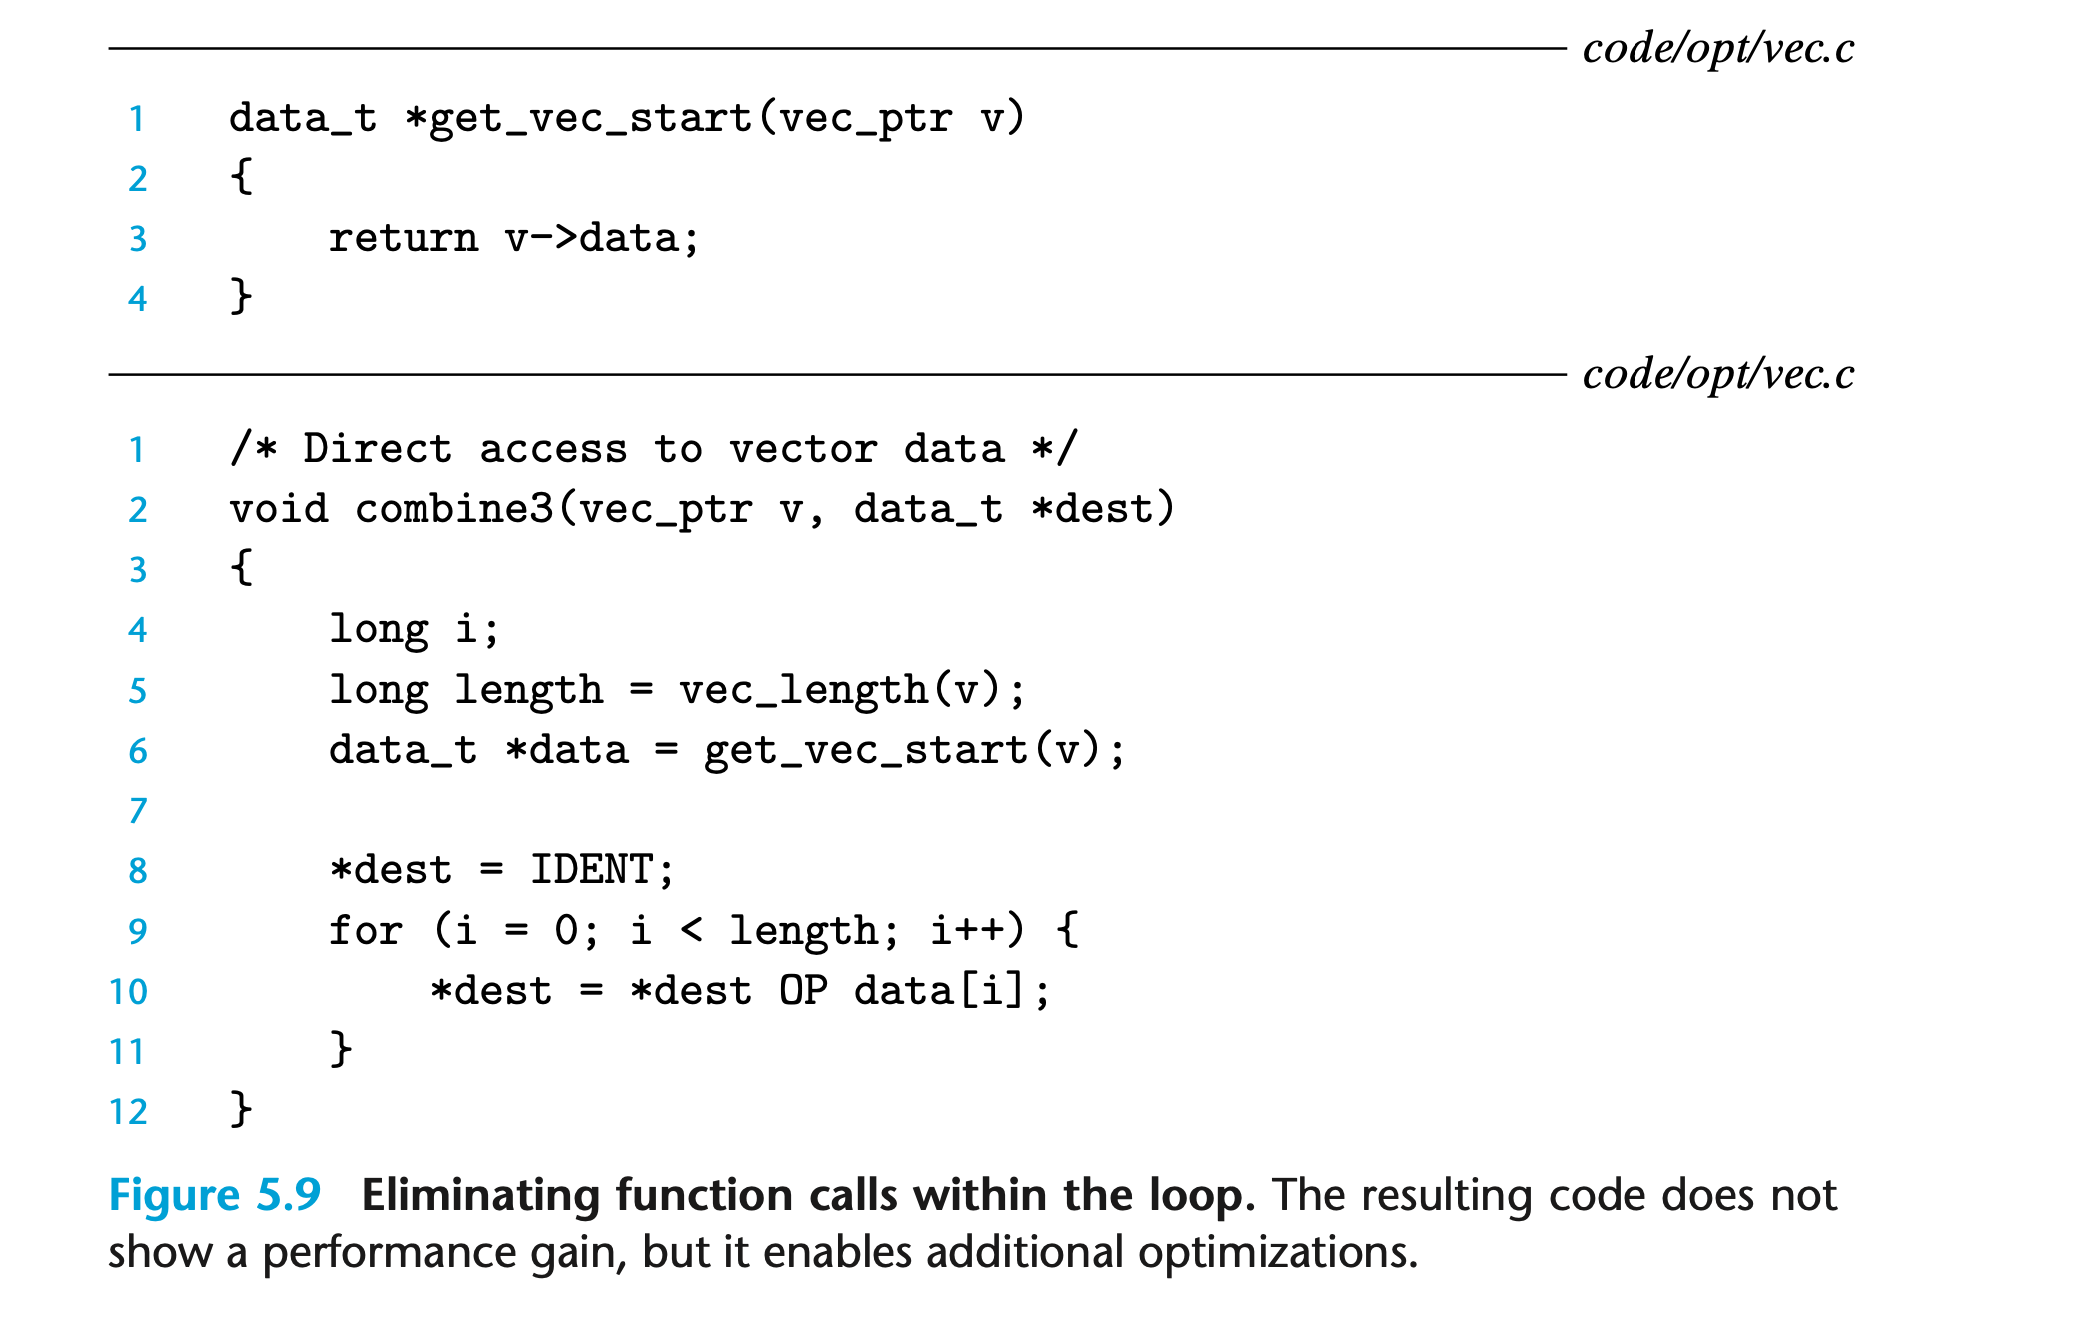 code/opt/vec.c
1 data_t *get_vec_start(vec_ptr v)
2 {
3     return v->data;
4 }
code/opt/vec.c
1 /* Direct access to vector data */
2 void combine3(vec_ptr v, data_t *dest)
3 {
4     long i;
5     long length = vec_length(v);
6     data_t *data = get_vec_start(v);
7
8     *dest = IDENT;
9     for (i = 0; i < length; i++) {
10         *dest = *dest OP data[i];
11     }
12 }
Figure 5.9 Eliminating function calls within the loop. The resulting code does not
show a performance gain, but it enables additional optimizations.